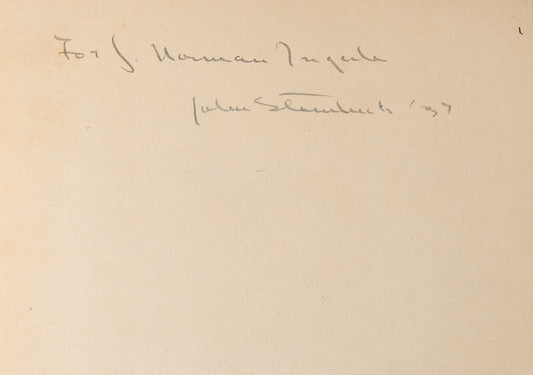 For J. Norman
John Steinbeck '37